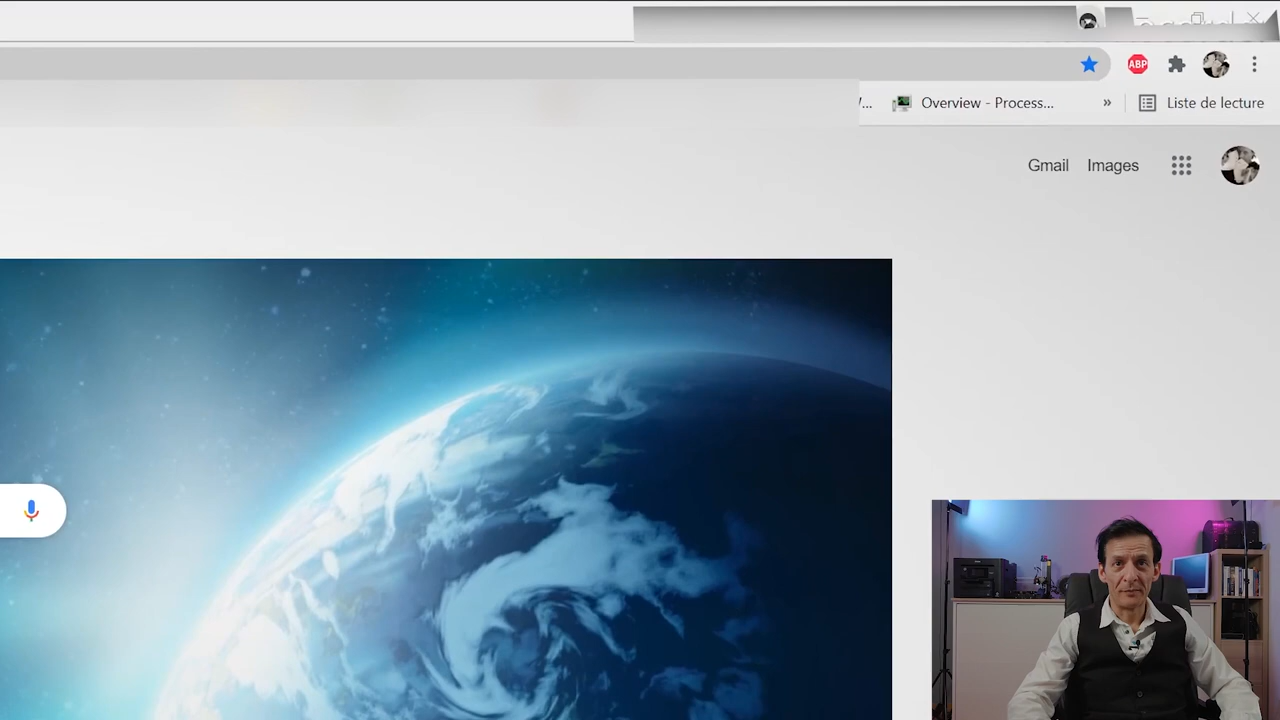 ABP
... Overview - Process... » Liste de lecture
Gmail Images